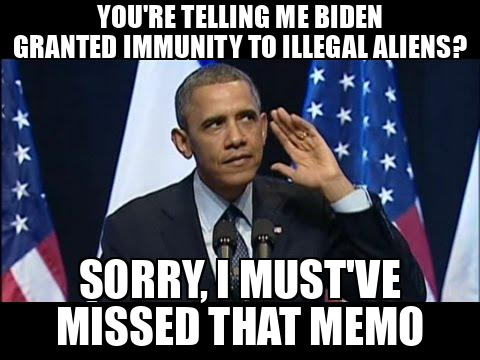 YOU'RE TELLING ME BIDEN
GRANTED IMMUNITY TO ILLEGAL ALIENS?
SORRY, I MUST'VE
MISSED THAT MEMO